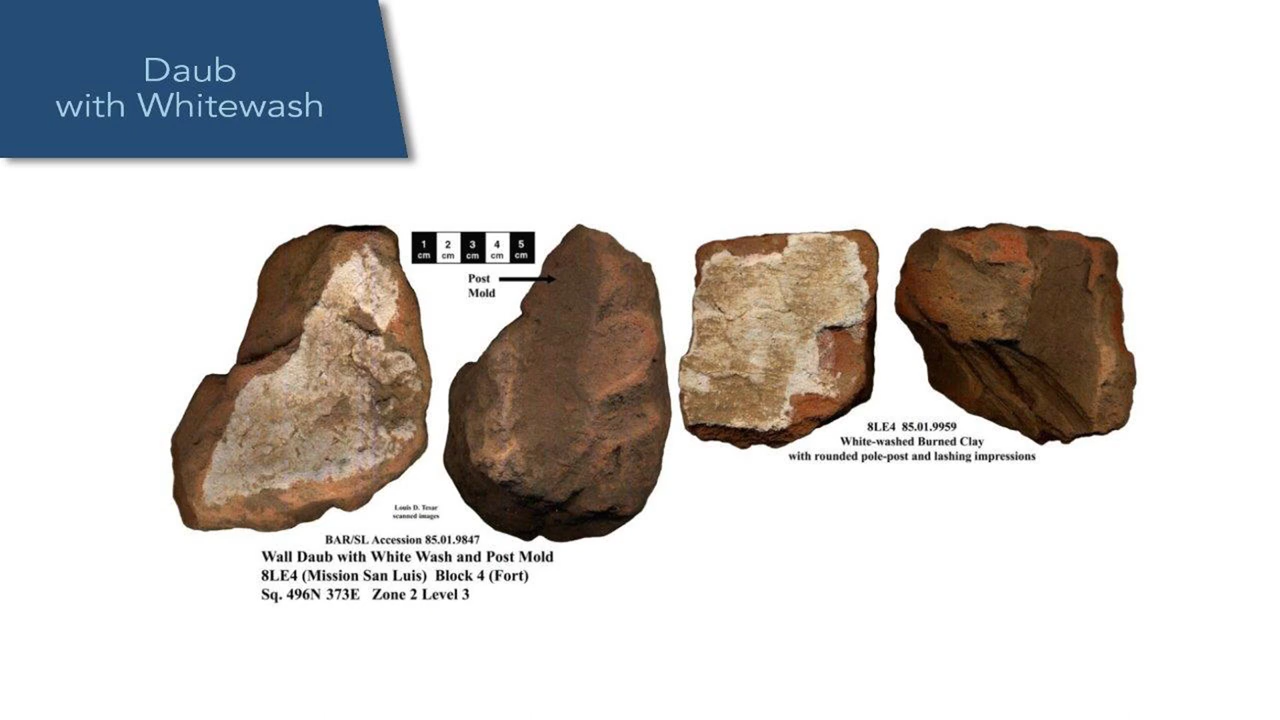 Daub
with Whitewash
1 2 3 4 5
cm cm cm cm cm
Post
Mold
8LE4 85.01.9959
White-washed Burned Clay
with rounded pole-post and lashing impressions
Louis D. Tesar
scanned images
BAR/SL Accession 85.01.9847
Wall Daub with White Wash and Post Mold
8LE4 (Mission San Luis) Block 4 (Fort)
Sq. 496N 373E Zone 2 Level 3